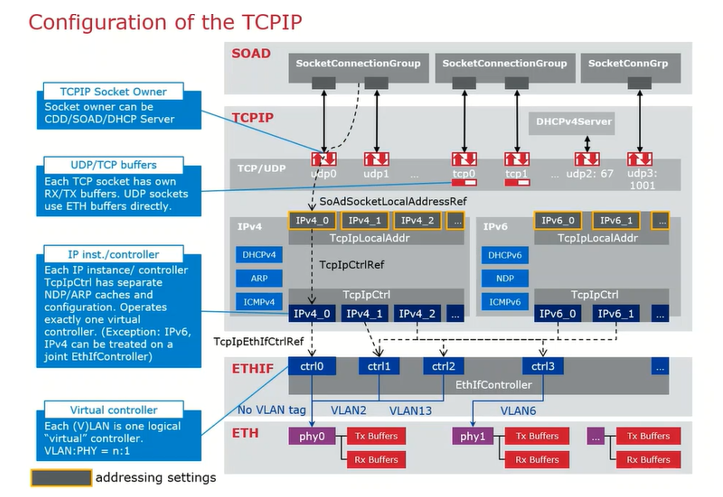 Configuration of the TCPIP
SOAD
SocketConnectionGroup
SocketConnectionGroup
SocketConnGrp
TCPIP Socket Owner
Socket owner can be
CDD/SOAD/DHCP Server
TCPIP
DHCPv4Server
TCP/UDP
udp0
udp1
...
tcp0
tcp1
... udp2: 67
udp3:
1001
UDP/TCP buffers
Each TCP socket has own
RX/TX buffers. UDP sockets
use ETH buffers directly.
SoAdSocketLocalAddressRef
IPv4
IPv4_0
IPv4_1
IPv4_2
...
TcpIpLocalAddr
IPv6
IPv6_0
IPv6_1
...
TcpIpLocalAddr
DHCPv4
ARP
ICMPv4
TcpIpCtrlRef
DHCPv6
NDP
ICMPv6
TcpIpCtrl
IPv4_0
IPv4_1
IPv4_2
...
TcpIpCtrl
IPv6_0
IPv6_1
...
IP inst./controller
Each IP instance/ controller
TcpIpCtrl has separate
NDP/ARP caches and
configuration. Operates
exactly one virtual
controller. (Exception: IPv6,
IPv4 can be treated on a
joint EthIfController)
TcpIpEthIfCtrlRef
ETHIF
ctrl0
ctrl1
ctrl2
ctrl3
...
EthIfController
No VLAN tag
VLAN2
VLAN13
VLAN6
Virtual controller
Each (V)LAN is one logical
"virtual" controller.
VLAN:PHY = n:1
ETH
phy0
Tx Buffers
Rx Buffers
phy1
Tx Buffers
Rx Buffers
...
Tx Buffers
Rx Buffers
addressing settings